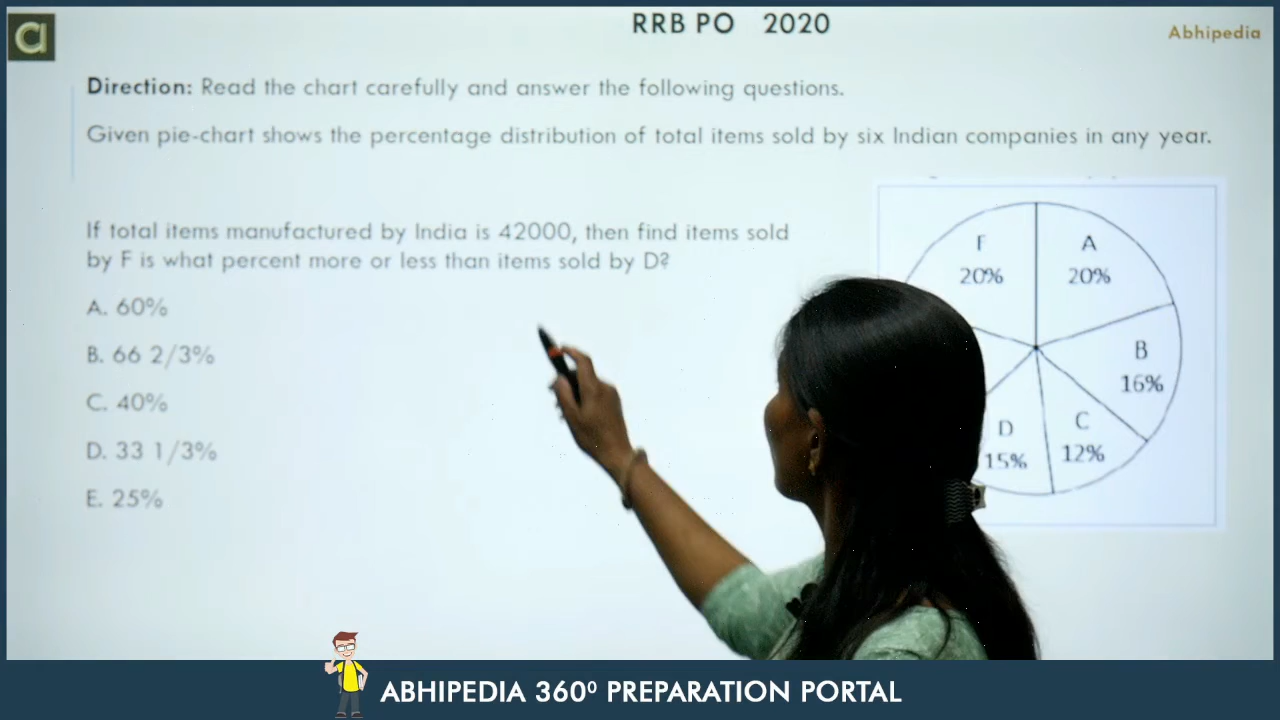 RRB PO 2020
Abhipedia
Direction: Read the chart carefully and answer the following questions.
Given pie-chart shows the percentage distribution of total items sold by six Indian companies in any year.
If total items manufactured by India is 42000, then find items sold
by F is what percent more or less than items sold by D?
A. 60%
B. 66 2/3%
C. 40%
D. 33 1/3%
E. 25%
F
20%
A
20%
B
16%
C
12%
D
15%
ABHIPEDIA 360⁰ PREPARATION PORTAL